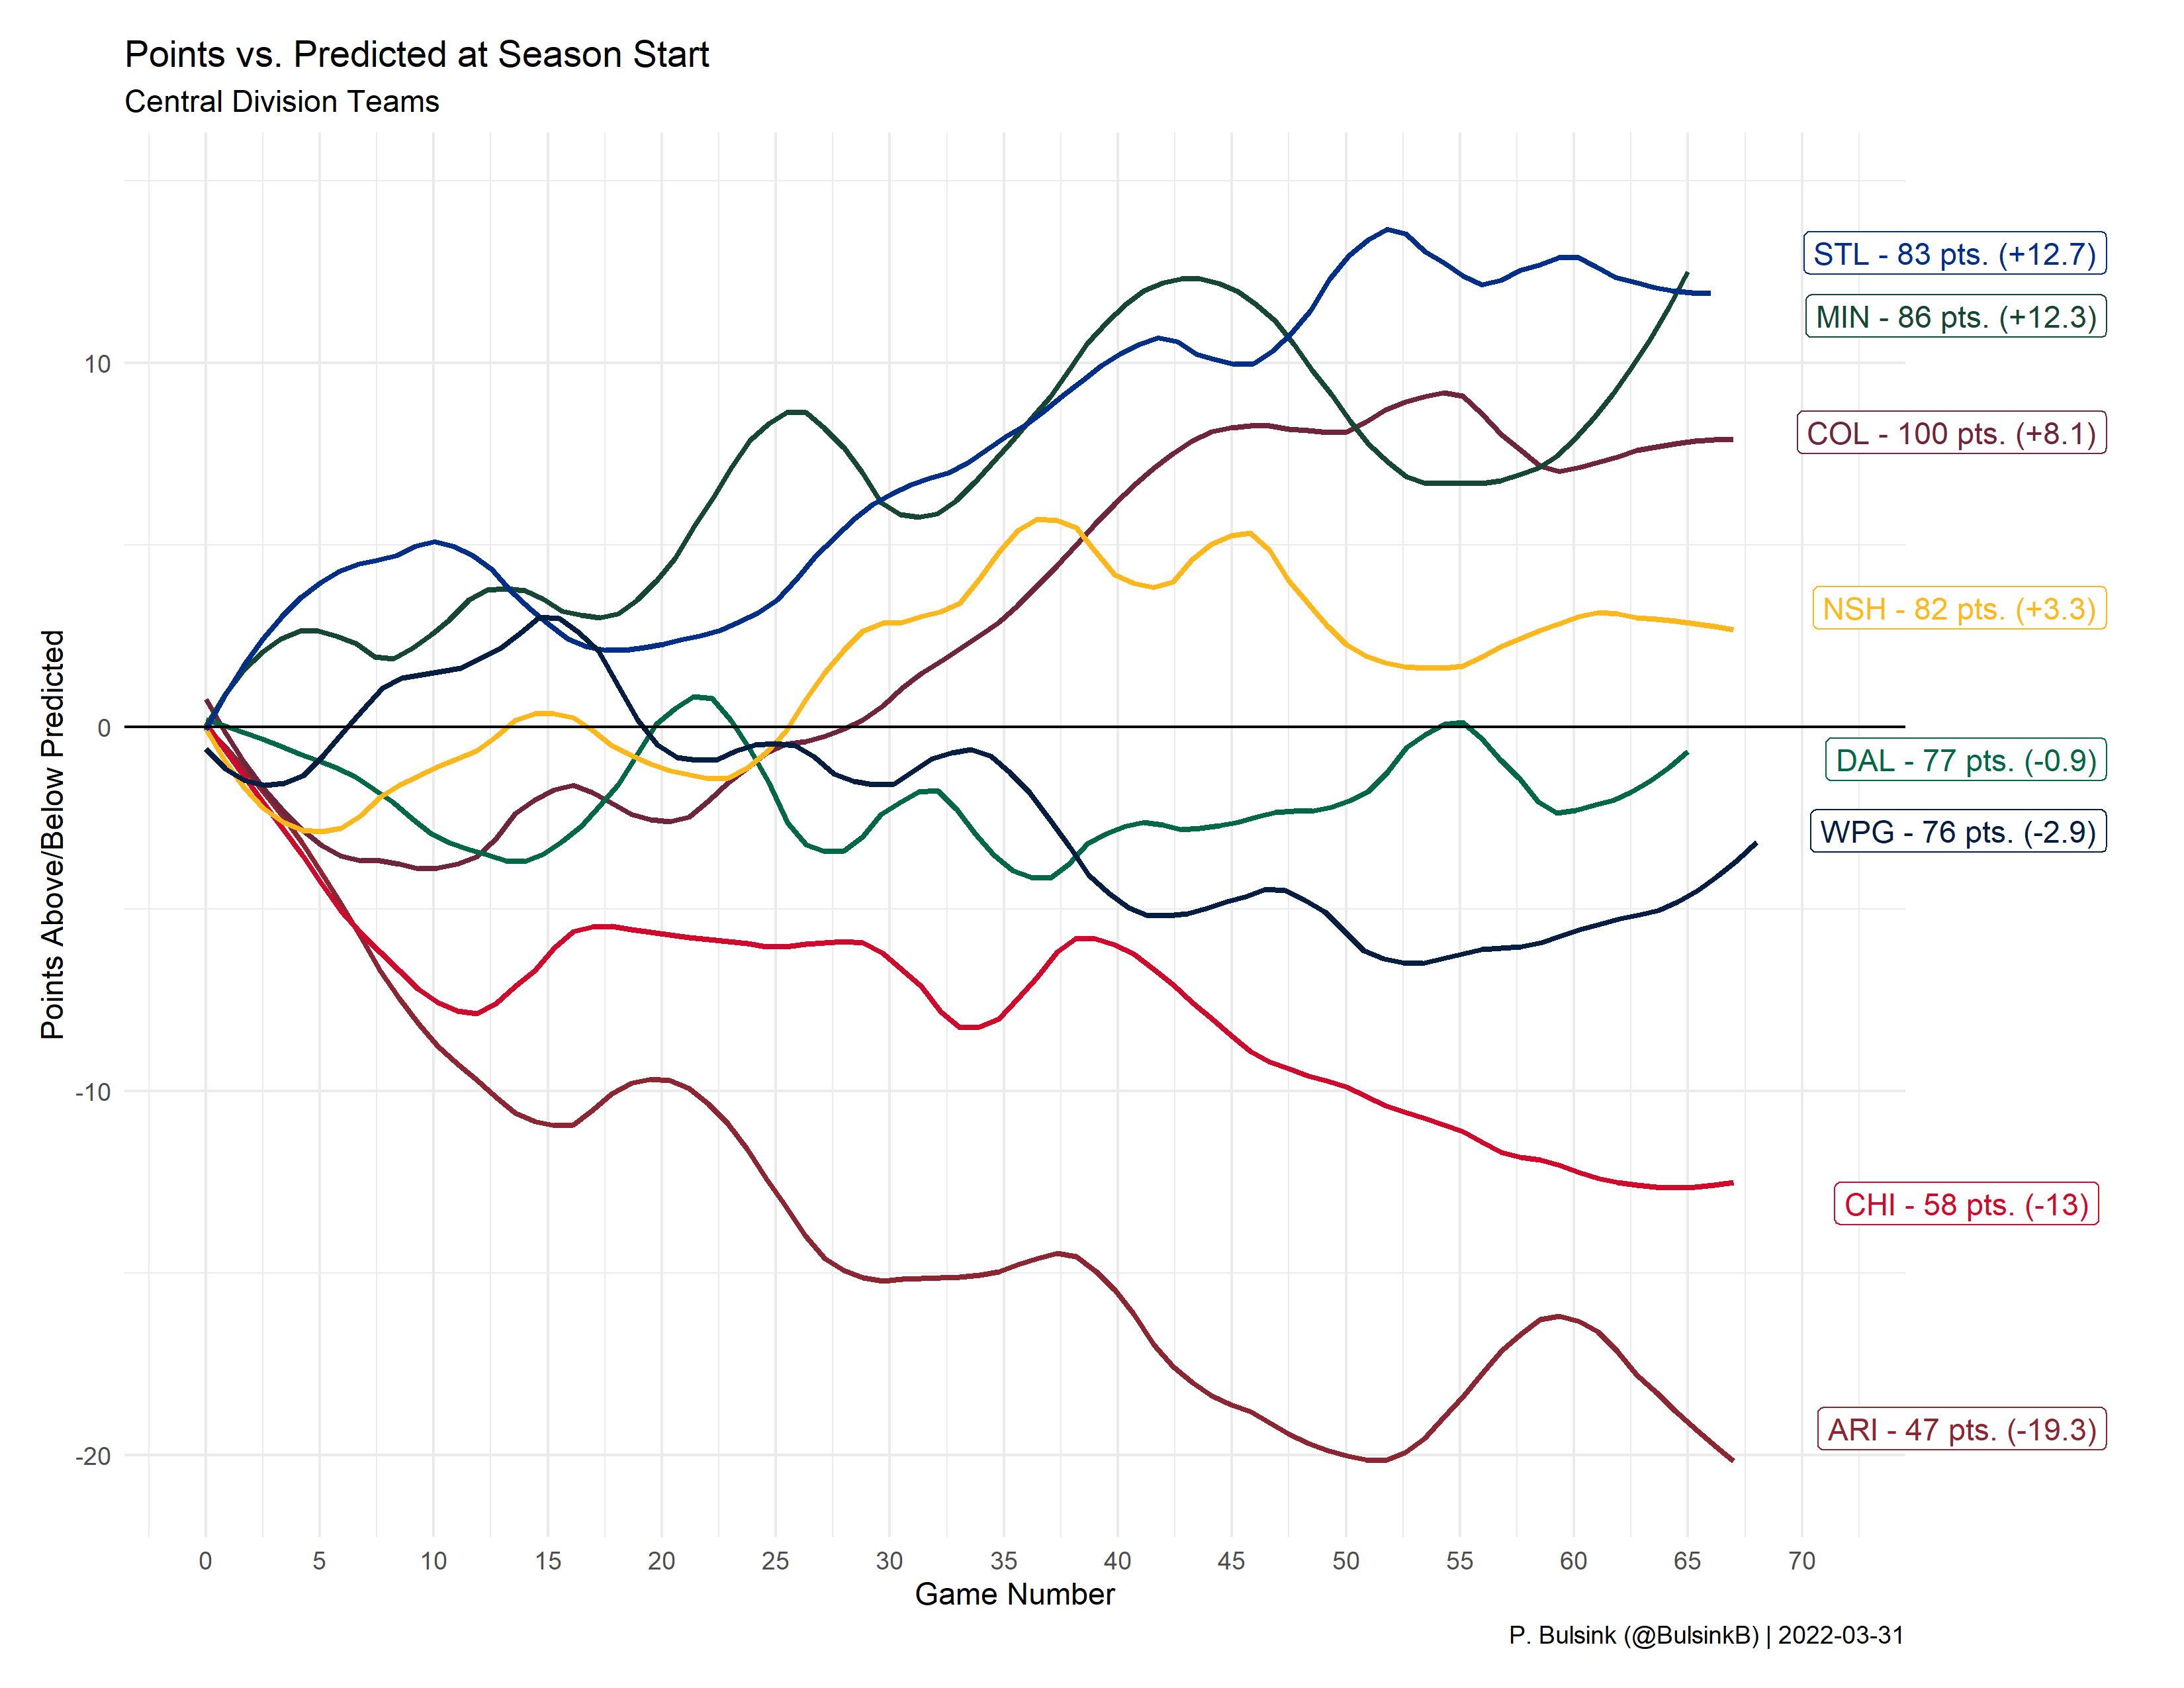 Points vs. Predicted at Season Start
Central Division Teams
Points Above/Below Predicted
10
0
-10
-20
STL - 83 pts. (+12.7)
MIN - 86 pts. (+12.3)
COL - 100 pts. (+8.1)
NSH - 82 pts. (+3.3)
DAL - 77 pts. (-0.9)
WPG - 76 pts. (-2.9)
CHI - 58 pts. (-13)
ARI - 47 pts. (-19.3)
0 5 10 15 20 25 30 35 40 45 50 55 60 65 70
Game Number
P. Bulsink (@BulsinkB) | 2022-03-31